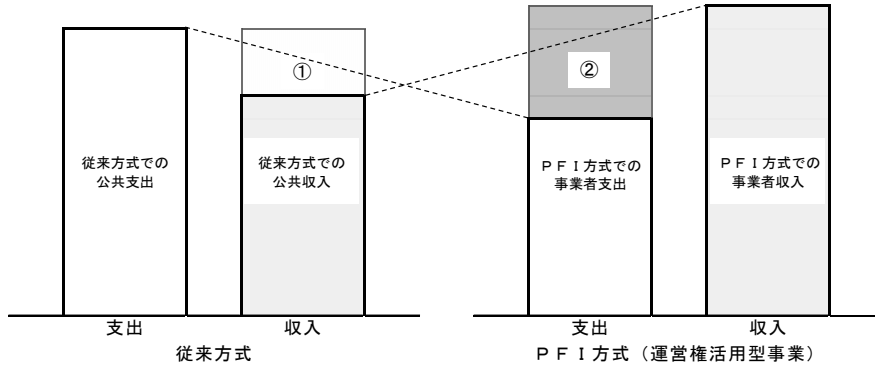 ①
②
従来方式での
公共支出
従来方式での
公共収入
ＰＦＩ方式での
事業者支出
ＰＦＩ方式での
事業者収入
支出
収入
支出
収入
従来方式
ＰＦＩ方式（運営権活用型事業）